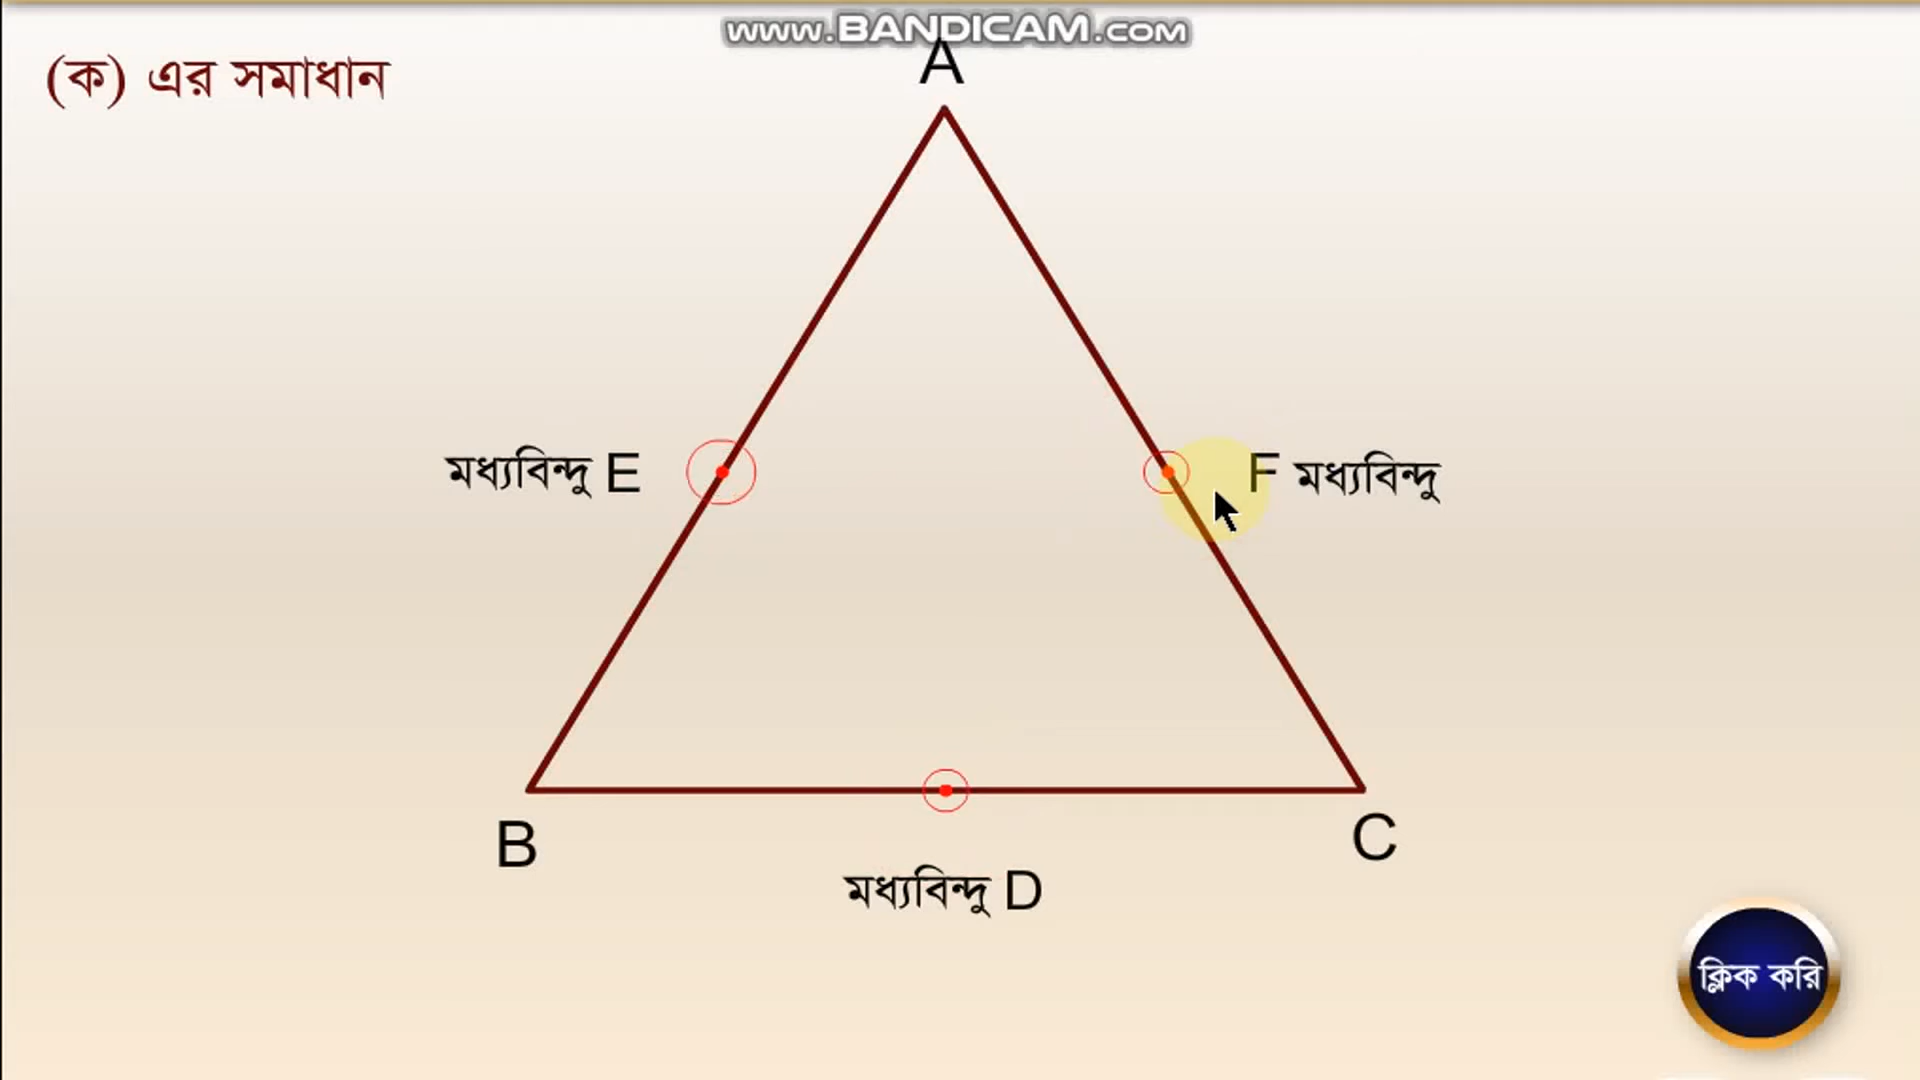 www.BANDICAM.com
(ক) এর সমাধান
A
মধ্যবিন্দু E
F মধ্যবিন্দু
B
C
মধ্যবিন্দু D
ক্লিক করি